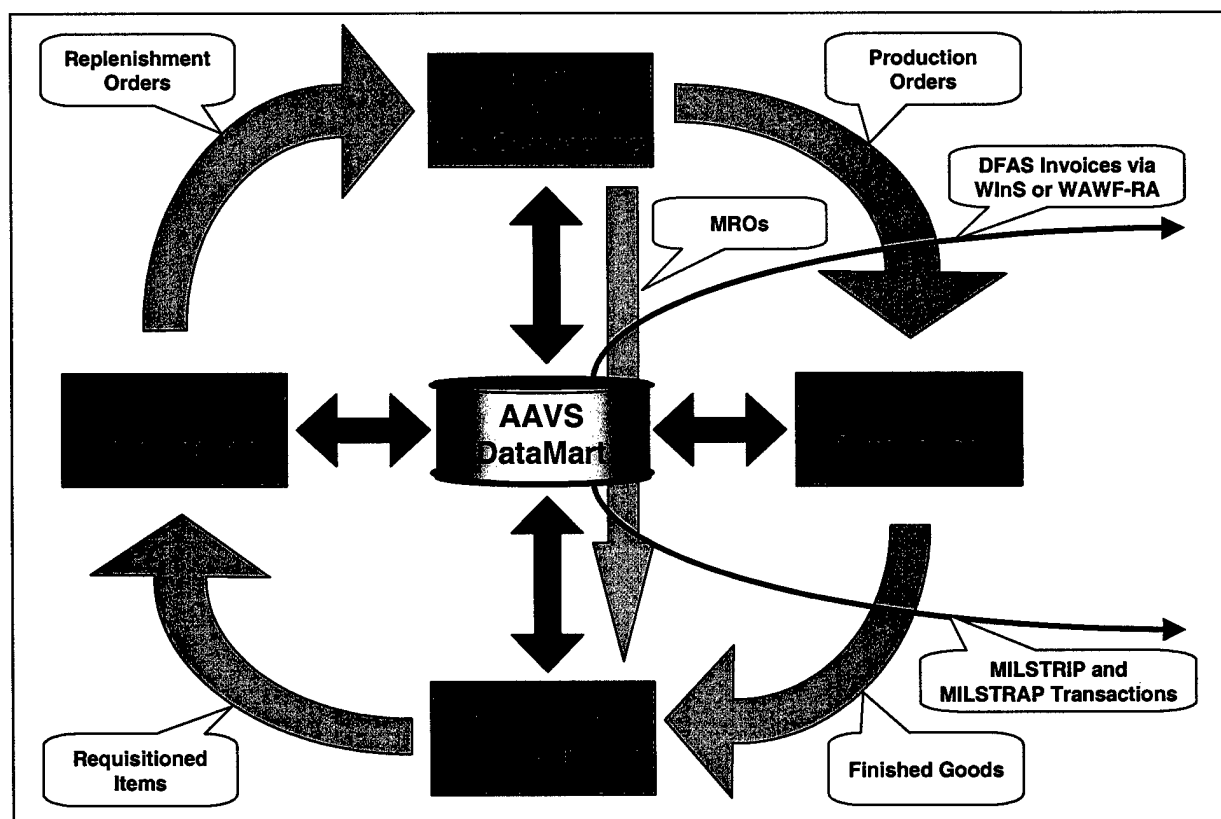 Replenishment
Orders
Production
Orders
DFAS Invoices via
WInS or WAWF-RA
MROs
AAVS
DataMart
MILSTRIP and
MILSTRAP Transactions
Requisitioned
Items
Finished Goods